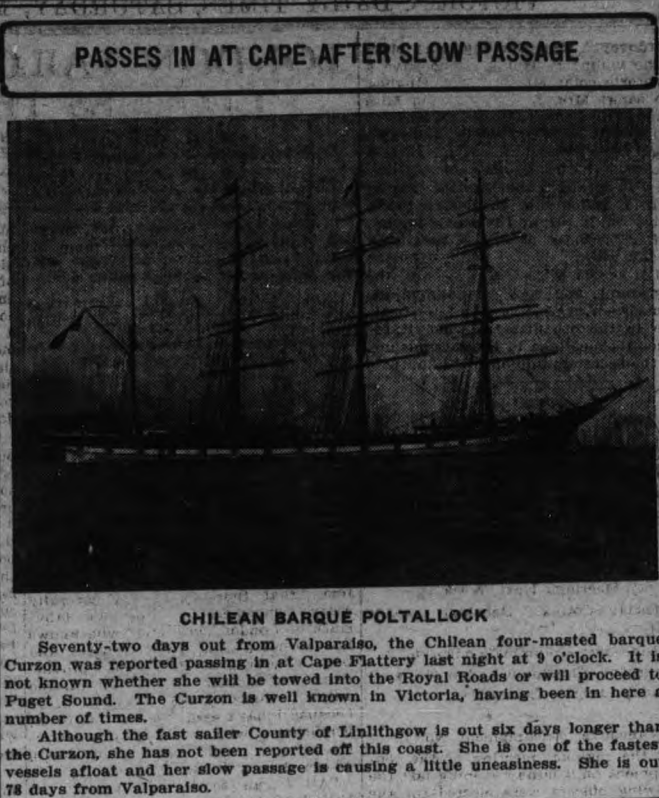 PASSES IN AT CAPE AFTER SLOW PASSAGE
CHILEAN BARQUE POLTALLOCK
Seventy-two days out from Valparaiso, the Chilean four-masted barque
Curzon was reported passing in at Cape Flattery last night at 9 o'clock. It i
not known whether she will be towed into the Royal Roads or will proceed t
Puget Sound. The Curzon is well known in Victoria, having been in here a
number of times.
Although the fast sailer County of Linlithgow is out six days longer than
the Curzon, she has not been reported off this coast. She is one of the fastes
vessels afloat and her slow passage is causing a little uneasiness. She is ou
78 days from Valparaiso.